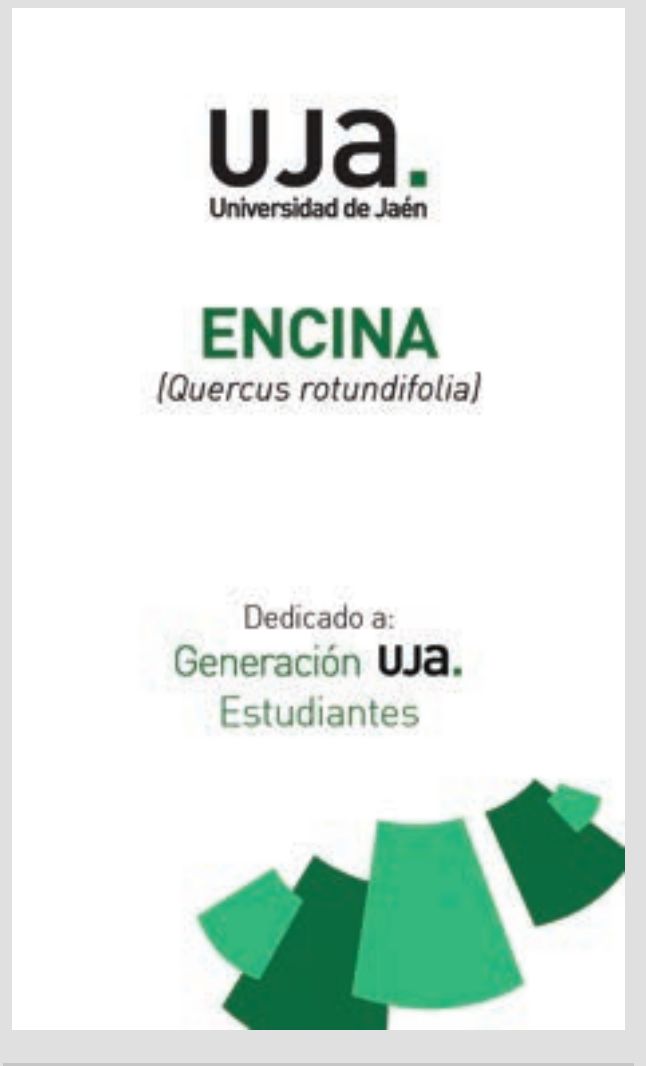 uja.
Universidad de Jaén
ENCINA
(Quercus rotundifolia)
Dedicado a:
Generación uja.
Estudiantes